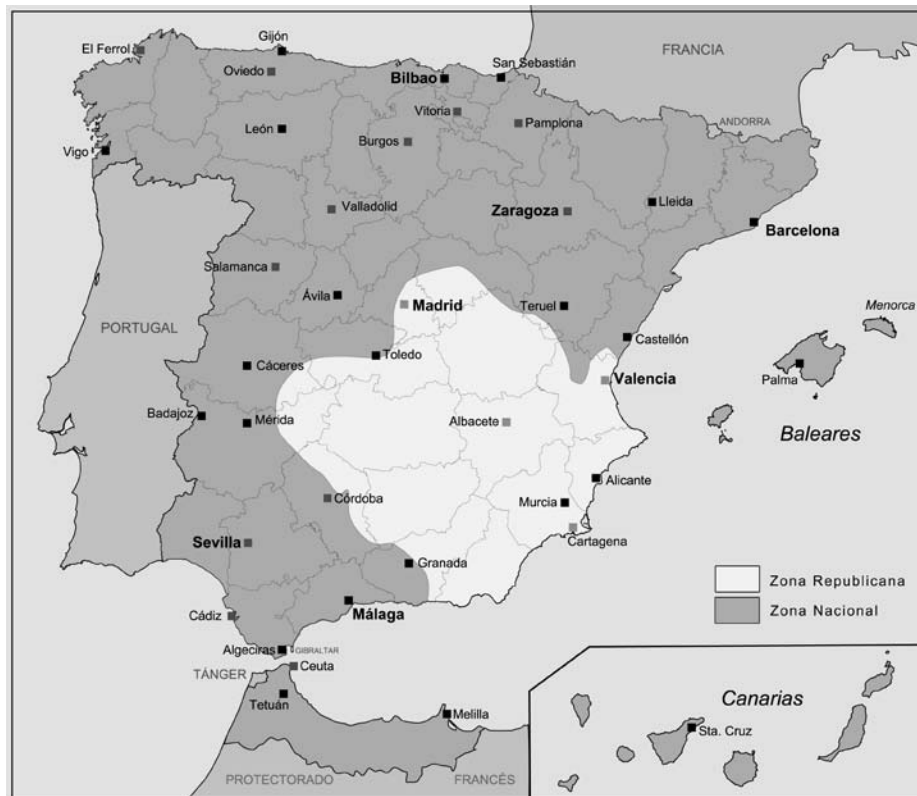 FRANCIA
ANDORRA
El Ferrol
Gijón
Oviedo
Bilbao
San Sebastián
Vitoria
Pamplona
León
Burgos
Vigo
Valladolid
Zaragoza
Lleida
Barcelona
Salamanca
Ávila
Madrid
Teruel
Menorca
PORTUGAL
Castellón
Toledo
Cáceres
Valencia
Palma
Badajoz
Mérida
Albacete
Baleares
Alicante
Córdoba
Murcia
Sevilla
Cartagena
Granada
Zona Republicana
Zona Nacional
Cádiz
Málaga
Algeciras
GIBRALTAR
TÁNGER
Ceuta
Tetuán
Melilla
Canarias
Sta. Cruz
PROTECTORADO
FRANCÉS